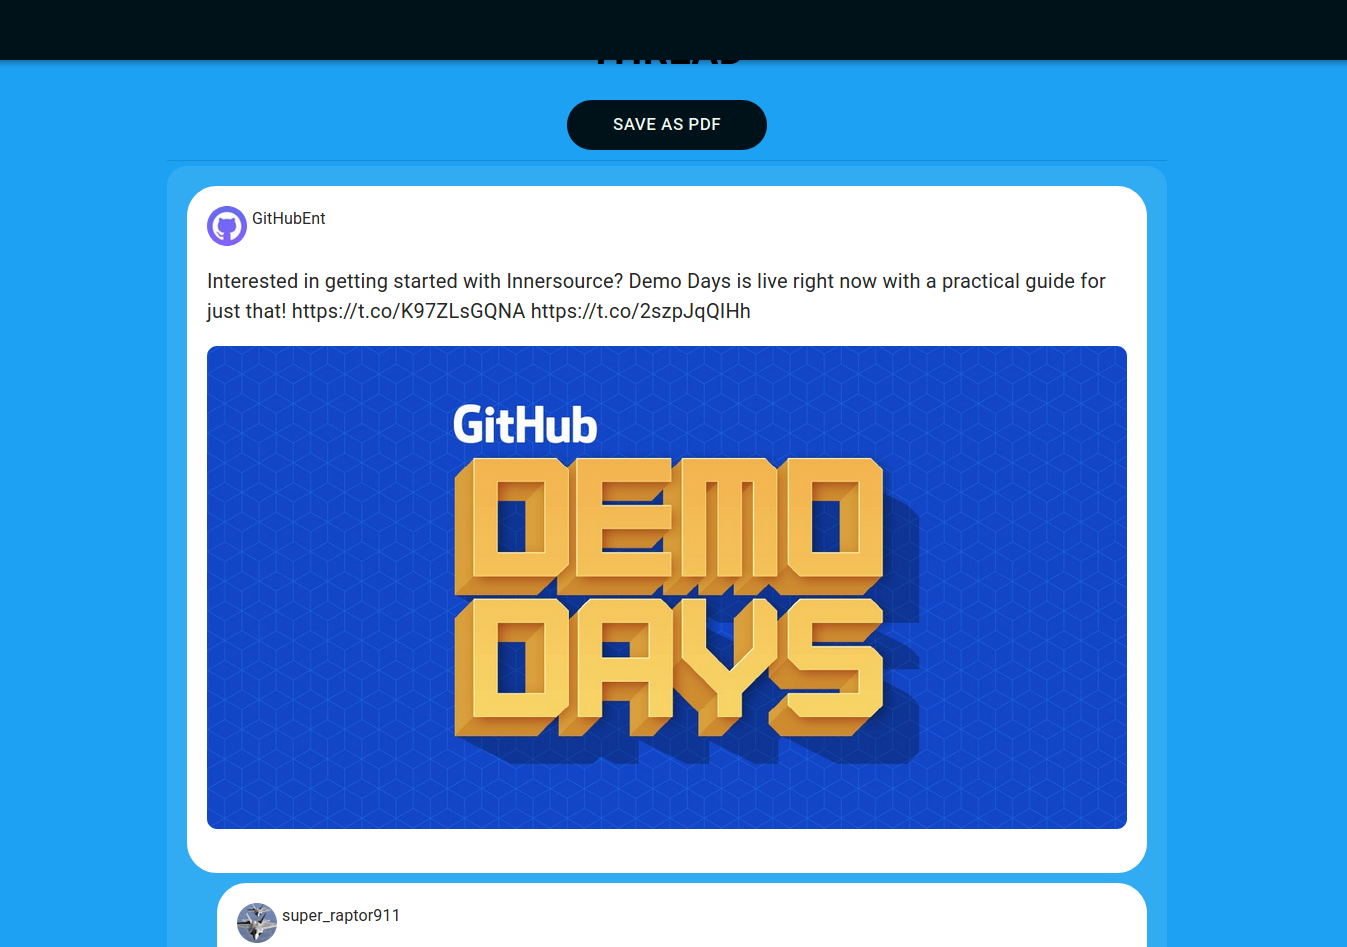 THREAD
SAVE AS PDF
GitHubEnt
Interested in getting started with Innersource? Demo Days is live right now with a practical guide for
just that! https://t.co/K97ZLsGQNA https://t.co/2szpJqQIHh
GitHub
DEMO
DAYS
super_raptor911